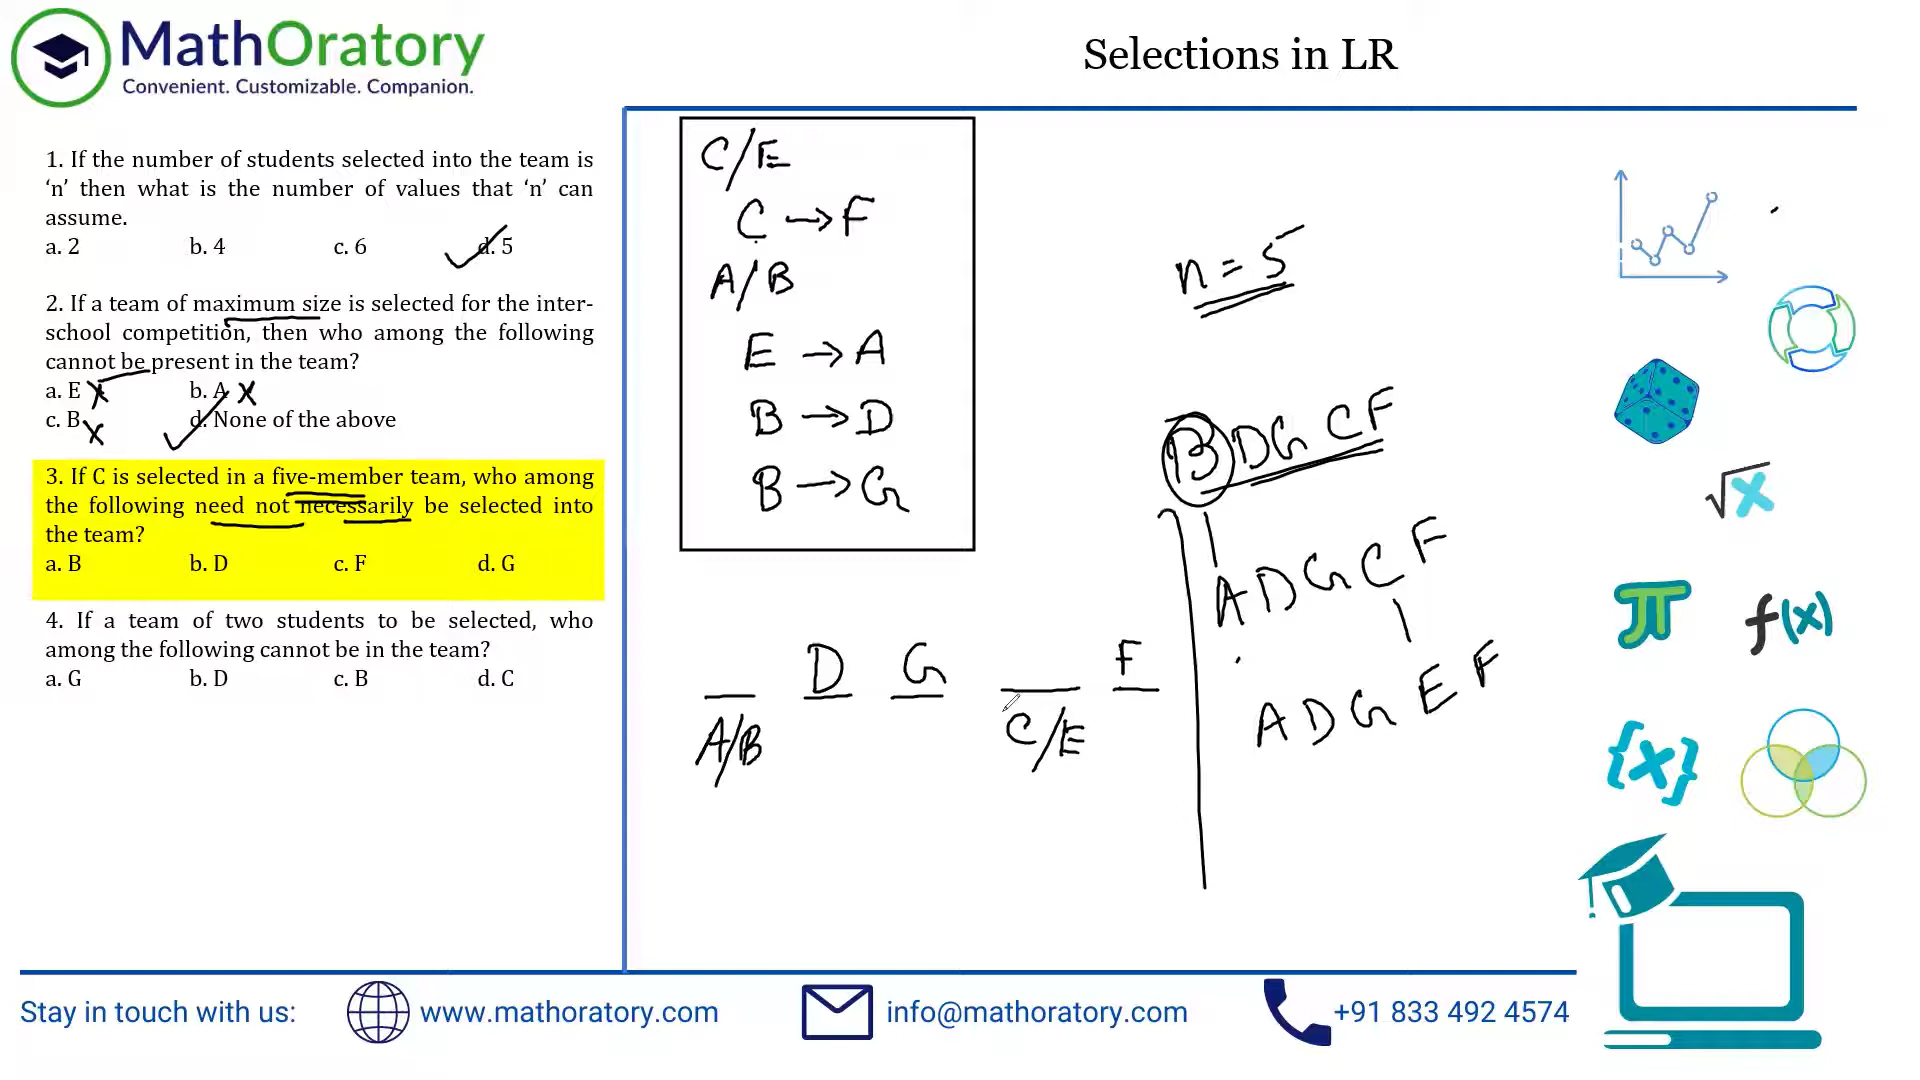 MathOratory
Convenient. Customizable. Companion.
Selections in LR
1. If the number of students selected into the team is
‘n’ then what is the number of values that ‘n’ can
assume.
a. 2 b. 4 c. 6 d. 5
2. If a team of maximum size is selected for the inter-
school competition, then who among the following
cannot be present in the team?
a. E b. A
c. B d. None of the above
3. If C is selected in a five-member team, who among
the following need not necessarily be selected into
the team?
a. B b. D c. F d. G
4. If a team of two students to be selected, who
among the following cannot be in the team?
a. G b. D c. B d. C
C/E
C → F
A/B
E → A
B → D
B → G
D G F
A/B C/E
n = 5
B D G C F
A D G C F
A D G E F
√x
π
f(x)
{x}
Stay in touch with us: www.mathoratory.com info@mathoratory.com +91 833 492 4574